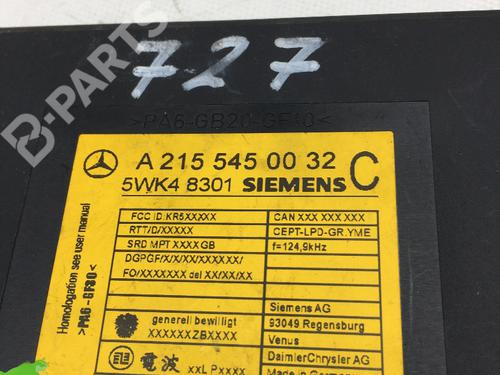 727
>PA6-GB20-GF10<
A 215 545 00 32 C
5WK4 8301 SIEMENS
FCC ID:KR5XXXXX
CAN XXX XXX XXX
RTT/D/XXXXX
CEPT-LPD-GR.YME
SRD MPT XXXX GB
f=124,9kHz
DGPGF/X/X/XX/XXXXXX/
FO/XXXXXXX del XX/XX/XX
Homologation see user manual
>PA6-GF30<
generell bewilligt
XXXXXXZBXXXX
Siemens AG
93049 Regensburg
Venus
DaimlerChrysler AG
電波 XXLPXXXX
Made in Germany
B-Parts